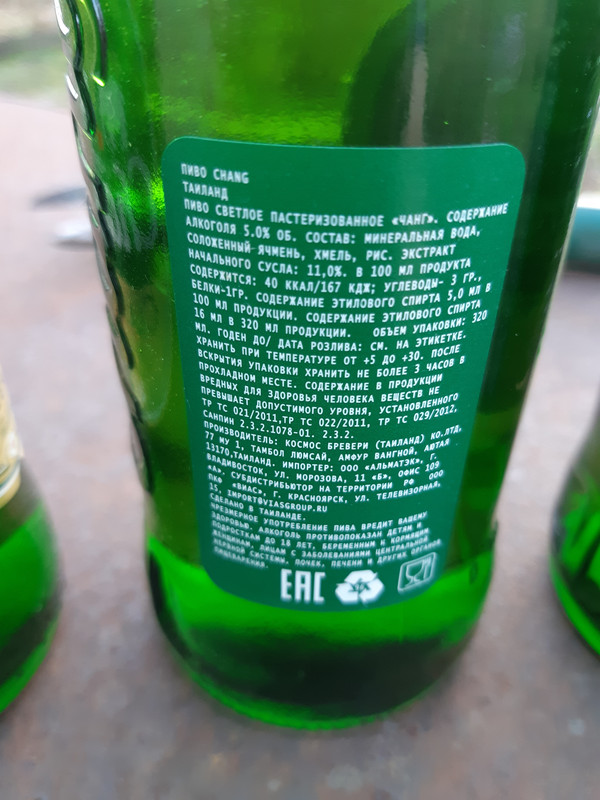 ПИВО CHANG
ТАИЛАНД
ПИВО СВЕТЛОЕ ПАСТЕРИЗОВАННОЕ «ЧАНГ». СОДЕРЖАНИЕ
АЛКОГОЛЯ 5.0% ОБ. СОСТАВ: МИНЕРАЛЬНАЯ ВОДА,
СОЛОЖЕННЫЙ ЯЧМЕНЬ, ХМЕЛЬ, РИС. ЭКСТРАКТ
НАЧАЛЬНОГО СУСЛА: 11,0%. В 100 МЛ ПРОДУКТА
СОДЕРЖИТСЯ: 40 ККАЛ/167 КДЖ; УГЛЕВОДЫ- 3 ГР.,
БЕЛКИ-1ГР. СОДЕРЖАНИЕ ЭТИЛОВОГО СПИРТА 5,0 МЛ В
100 МЛ ПРОДУКЦИИ. СОДЕРЖАНИЕ ЭТИЛОВОГО СПИРТА
16 МЛ В 320 МЛ ПРОДУКЦИИ. ОБЪЕМ УПАКОВКИ: 320
МЛ. ГОДЕН ДО/ ДАТА РОЗЛИВА: СМ. НА ЭТИКЕТКЕ.
ХРАНИТЬ ПРИ ТЕМПЕРАТУРЕ ОТ +5 ДО +30. ПОСЛЕ
ВСКРЫТИЯ УПАКОВКИ ХРАНИТЬ НЕ БОЛЕЕ 3 ЧАСОВ В
ПРОХЛАДНОМ МЕСТЕ. СОДЕРЖАНИЕ В ПРОДУКЦИИ
ВРЕДНЫХ ДЛЯ ЗДОРОВЬЯ ЧЕЛОВЕКА ВЕЩЕСТВ НЕ
ПРЕВЫШАЕТ ДОПУСТИМОГО УРОВНЯ, УСТАНОВЛЕННОГО
ТР ТС 021/2011,ТР ТС 022/2011, ТР ТС 029/2012,
САНПИН 2.3.2.1078-01. 2.3.2.
ПРОИЗВОДИТЕЛЬ: КОСМОС БРЕВЕРИ (ТАИЛАНД) КО.ЛТД,
77 МУ 1, ТАМБОЛ ЛЮМСАЙ, АМФУР ВАНГНОЙ, АЮТАЯ
13170,ТАИЛАНД. ИМПОРТЕР: ООО «АЛЬМАТЭК», Г.
ВЛАДИВОСТОК, УЛ. МОРОЗОВА, 11 «Б», ОФИС 109
«А». СУБДИСТРИБЬЮТОР НА ТЕРРИТОРИИ РФ ООО
ПКФ «ВИАС», Г. КРАСНОЯРСК, УЛ. ТЕЛЕВИЗОРНАЯ,
15, IMPORT@VIASGROUP.RU
СДЕЛАНО В ТАИЛАНДЕ.
ЧРЕЗМЕРНОЕ УПОТРЕБЛЕНИЕ ПИВА ВРЕДИТ ВАШЕМУ
ЗДОРОВЬЮ. АЛКОГОЛЬ ПРОТИВОПОКАЗАН ДЕТЯМ И
ПОДРОСТКАМ ДО 18 ЛЕТ, БЕРЕМЕННЫМ И КОРМЯЩИМ
ЖЕНЩИНАМ, ЛИЦАМ С ЗАБОЛЕВАНИЯМИ ЦЕНТРАЛЬНОЙ
НЕРВНОЙ СИСТЕМЫ, ПОЧЕК, ПЕЧЕНИ И ДРУГИХ ОРГАНОВ
ПИЩЕВАРЕНИЯ.
ЕАС